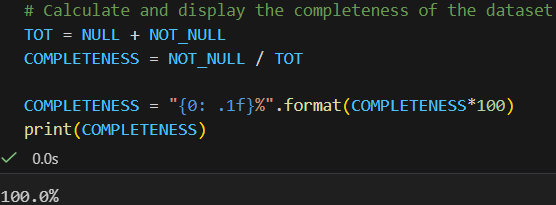 # Calculate and display the completeness of the dataset
TOT = NULL + NOT_NULL
COMPLETENESS = NOT_NULL / TOT
COMPLETENESS = "{0: .1f}%".format(COMPLETENESS*100)
print(COMPLETENESS)
0.0s
100.0%